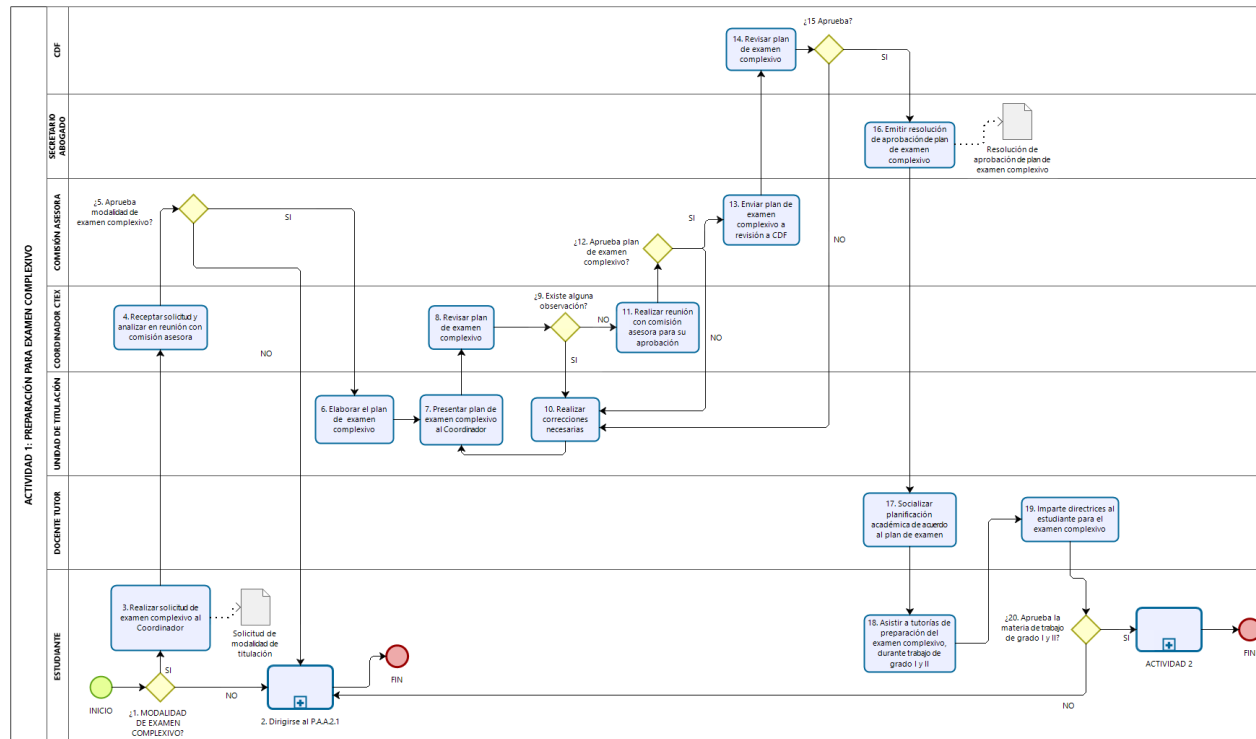 ACTIVIDAD 1: PREPARACIÓN PARA EXAMEN COMPLEXIVO
CDF
14. Revisar plan
de examen
complexivo
¿15 Aprueba?
SI
NO
SECRETARIO
ABOGADO
16. Emitir resolución
de aprobación de plan
de examen
complexivo
Resolución de
aprobación de plan de
examen complexivo
COMISIÓN ASESORA
¿5. Aprueba
modalidad de
examen complexivo?
SI
NO
¿12. Aprueba plan
de examen
complexivo?
SI
NO
13. Enviar plan de
examen
complexivo a
revisión a CDF
COORDINADOR CTEX
4. Receptar solicitud y
analizar en reunión con
comisión asesora
8. Revisar plan
de examen
complexivo
¿9. Existe alguna
observación?
NO
SI
11. Realizar reunión
con comisión
asesora para su
aprobación
UNIDAD DE TITULACIÓN
6. Elaborar el plan
de examen
complexivo
7. Presentar plan de
examen complexivo
al Coordinador
10. Realizar
correcciones
necesarias
DOCENTE TUTOR
17. Socializar
planificación
académica de acuerdo
al plan de examen
19. Imparte directrices al
estudiante para el
examen complexivo
ESTUDIANTE
3. Realizar solicitud de
examen complexivo al
Coordinador
Solicitud de
modalidad de
titulación
SI
INICIO
NO
¿1. MODALIDAD
DE EXAMEN
COMPLEXIVO?
2. Dirigirse al P.A.A.2.1
FIN
18. Asistir a tutorías de
preparación del
examen complexivo,
durante trabajo de
grado I y II
¿20. Aprueba la
materia de trabajo
de grado I y II?
SI
NO
ACTIVIDAD 2
FIN